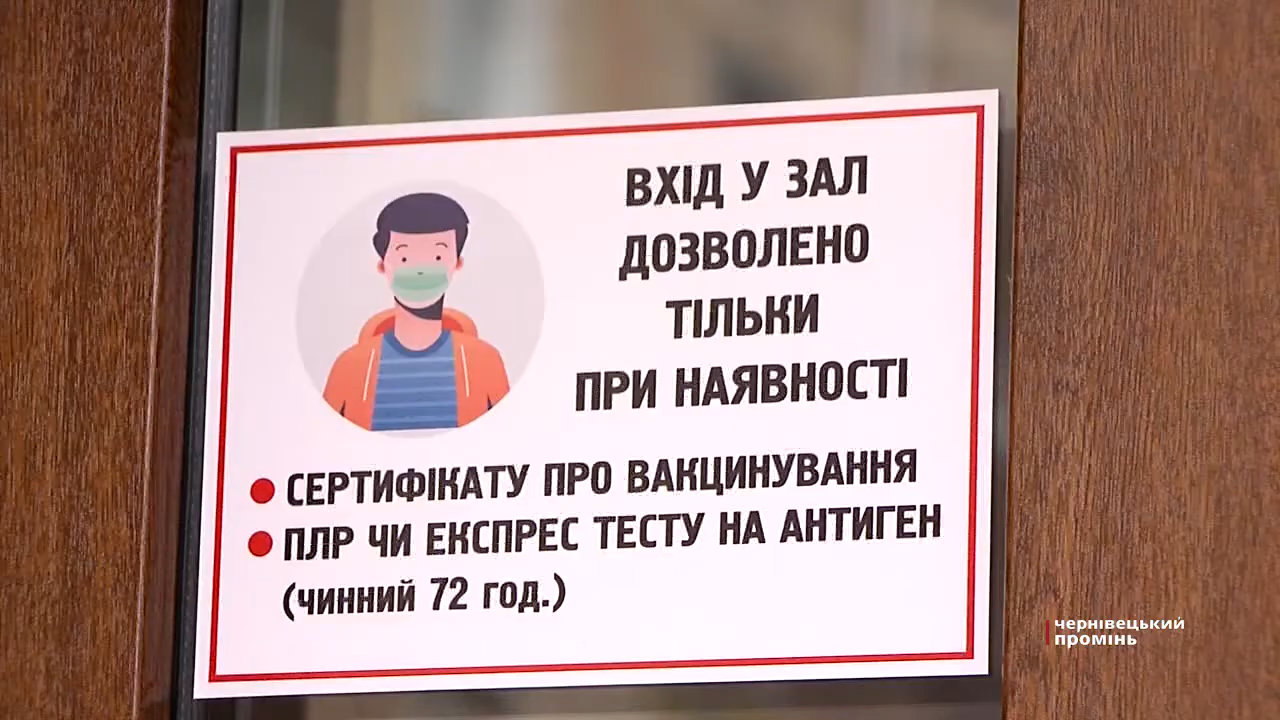 ВХІД У ЗАЛ
ДОЗВОЛЕНО
ТІЛЬКИ
ПРИ НАЯВНОСТІ
● СЕРТИФІКАТУ ПРО ВАКЦИНУВАННЯ
● ПЛР ЧИ ЕКСПРЕС ТЕСТУ НА АНТИГЕН
(чинний 72 год.)
чернівецький
промінь